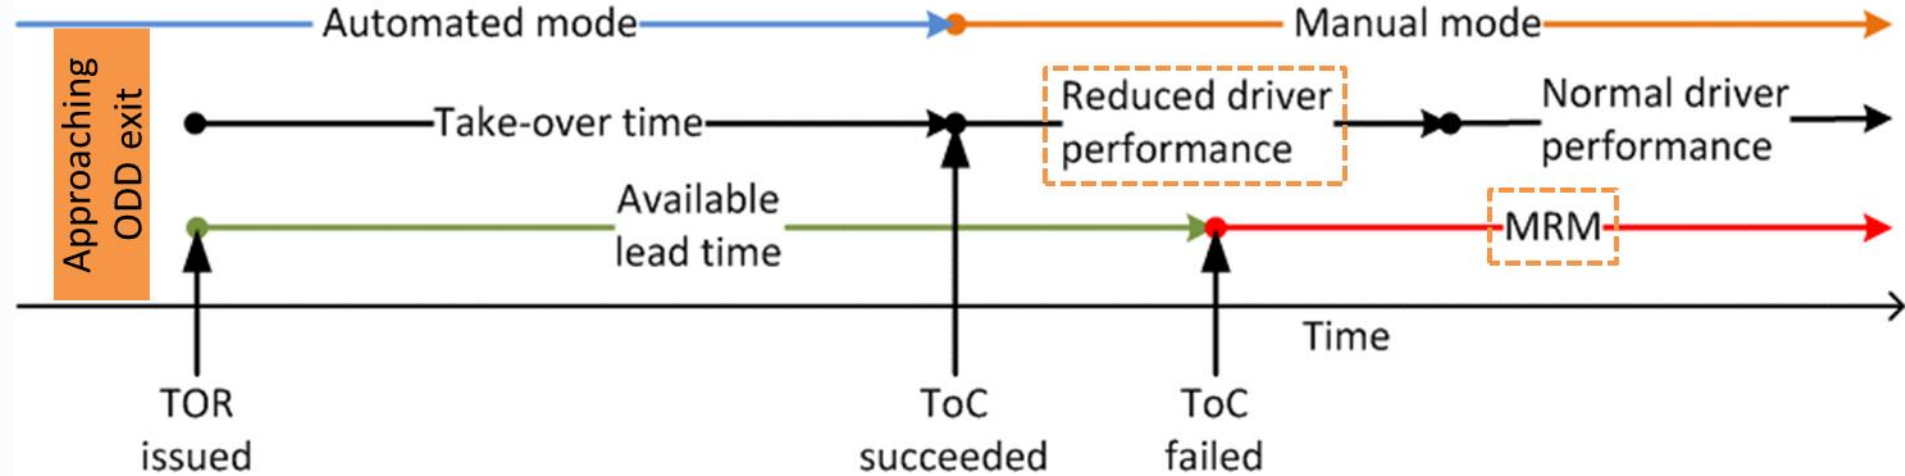 Automated mode
Manual mode
Approaching
ODD exit
Take-over time
Reduced driver
performance
Normal driver
performance
Available
lead time
MRM
Time
TOR
issued
ToC
succeeded
ToC
failed